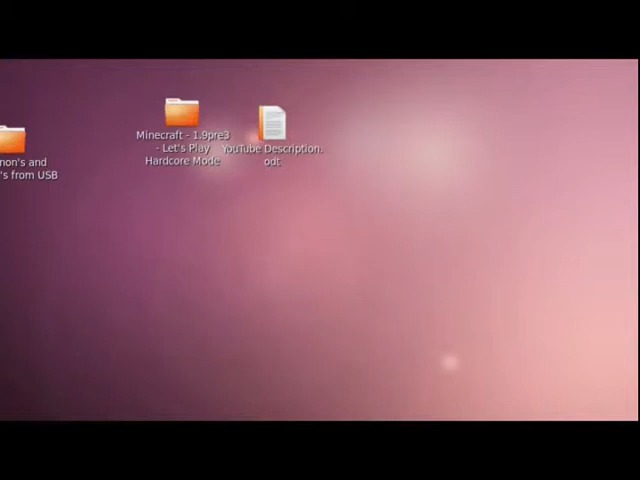 Minecraft - 1.9pre3
- Let's Play
Hardcore Mode
YouTube Description.
odt
non's and
's from USB